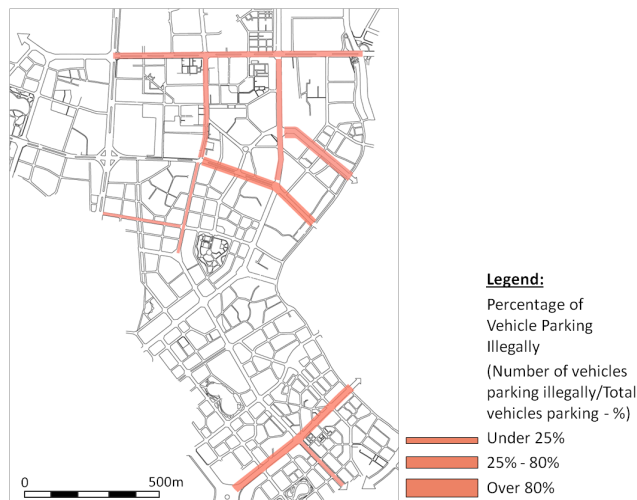 Legend:
Percentage of
Vehicle Parking
Illegally
(Number of vehicles
parking illegally/Total
vehicles parking - %)
Under 25%
25% - 80%
Over 80%
0 500m